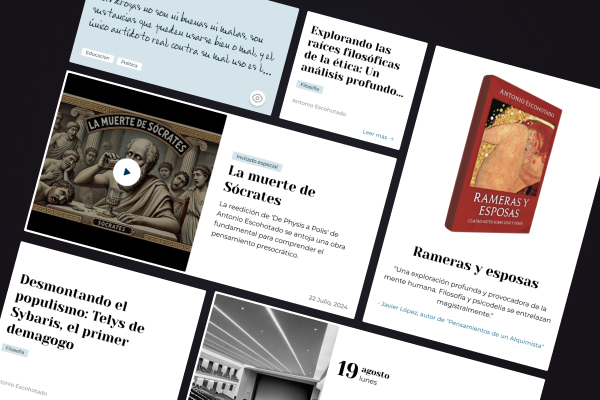 drogas no son ni buenas ni malas, son
sustancias que pueden usarse bien o mal, y el
único antídoto real contra su mal uso es l...
Educación
Política
Explorando las
raíces filosóficas
de la ética: Un
análisis profundo...
Filosofía
Antonio Escohotado
Leer más →
LA MUERTE DE SÓCRATES
SÓCRATES
Invitado especial
La muerte de
Sócrates
La reedición de 'De Physis a Polis' de
Antonio Escohotado se antoja una obra
fundamental para comprender el
pensamiento presocrático.
22 Julio, 2024
ANTONIO ESCOHOTADO
RAMERAS Y
ESPOSAS
CUATRO MITOS SOBRE SEXO Y DEBER
Rameras y esposas
"Una exploración profunda y provocadora de la
mente humana. Filosofía y psicodelia se entrelazan
magistralmente."
- Javier López, autor de "Pensamientos de un Alquimista"
Desmontando el
populismo: Telys de
Sybaris, el primer
demagogo
Filosofía
Antonio Escohotado
19 agosto
lunes